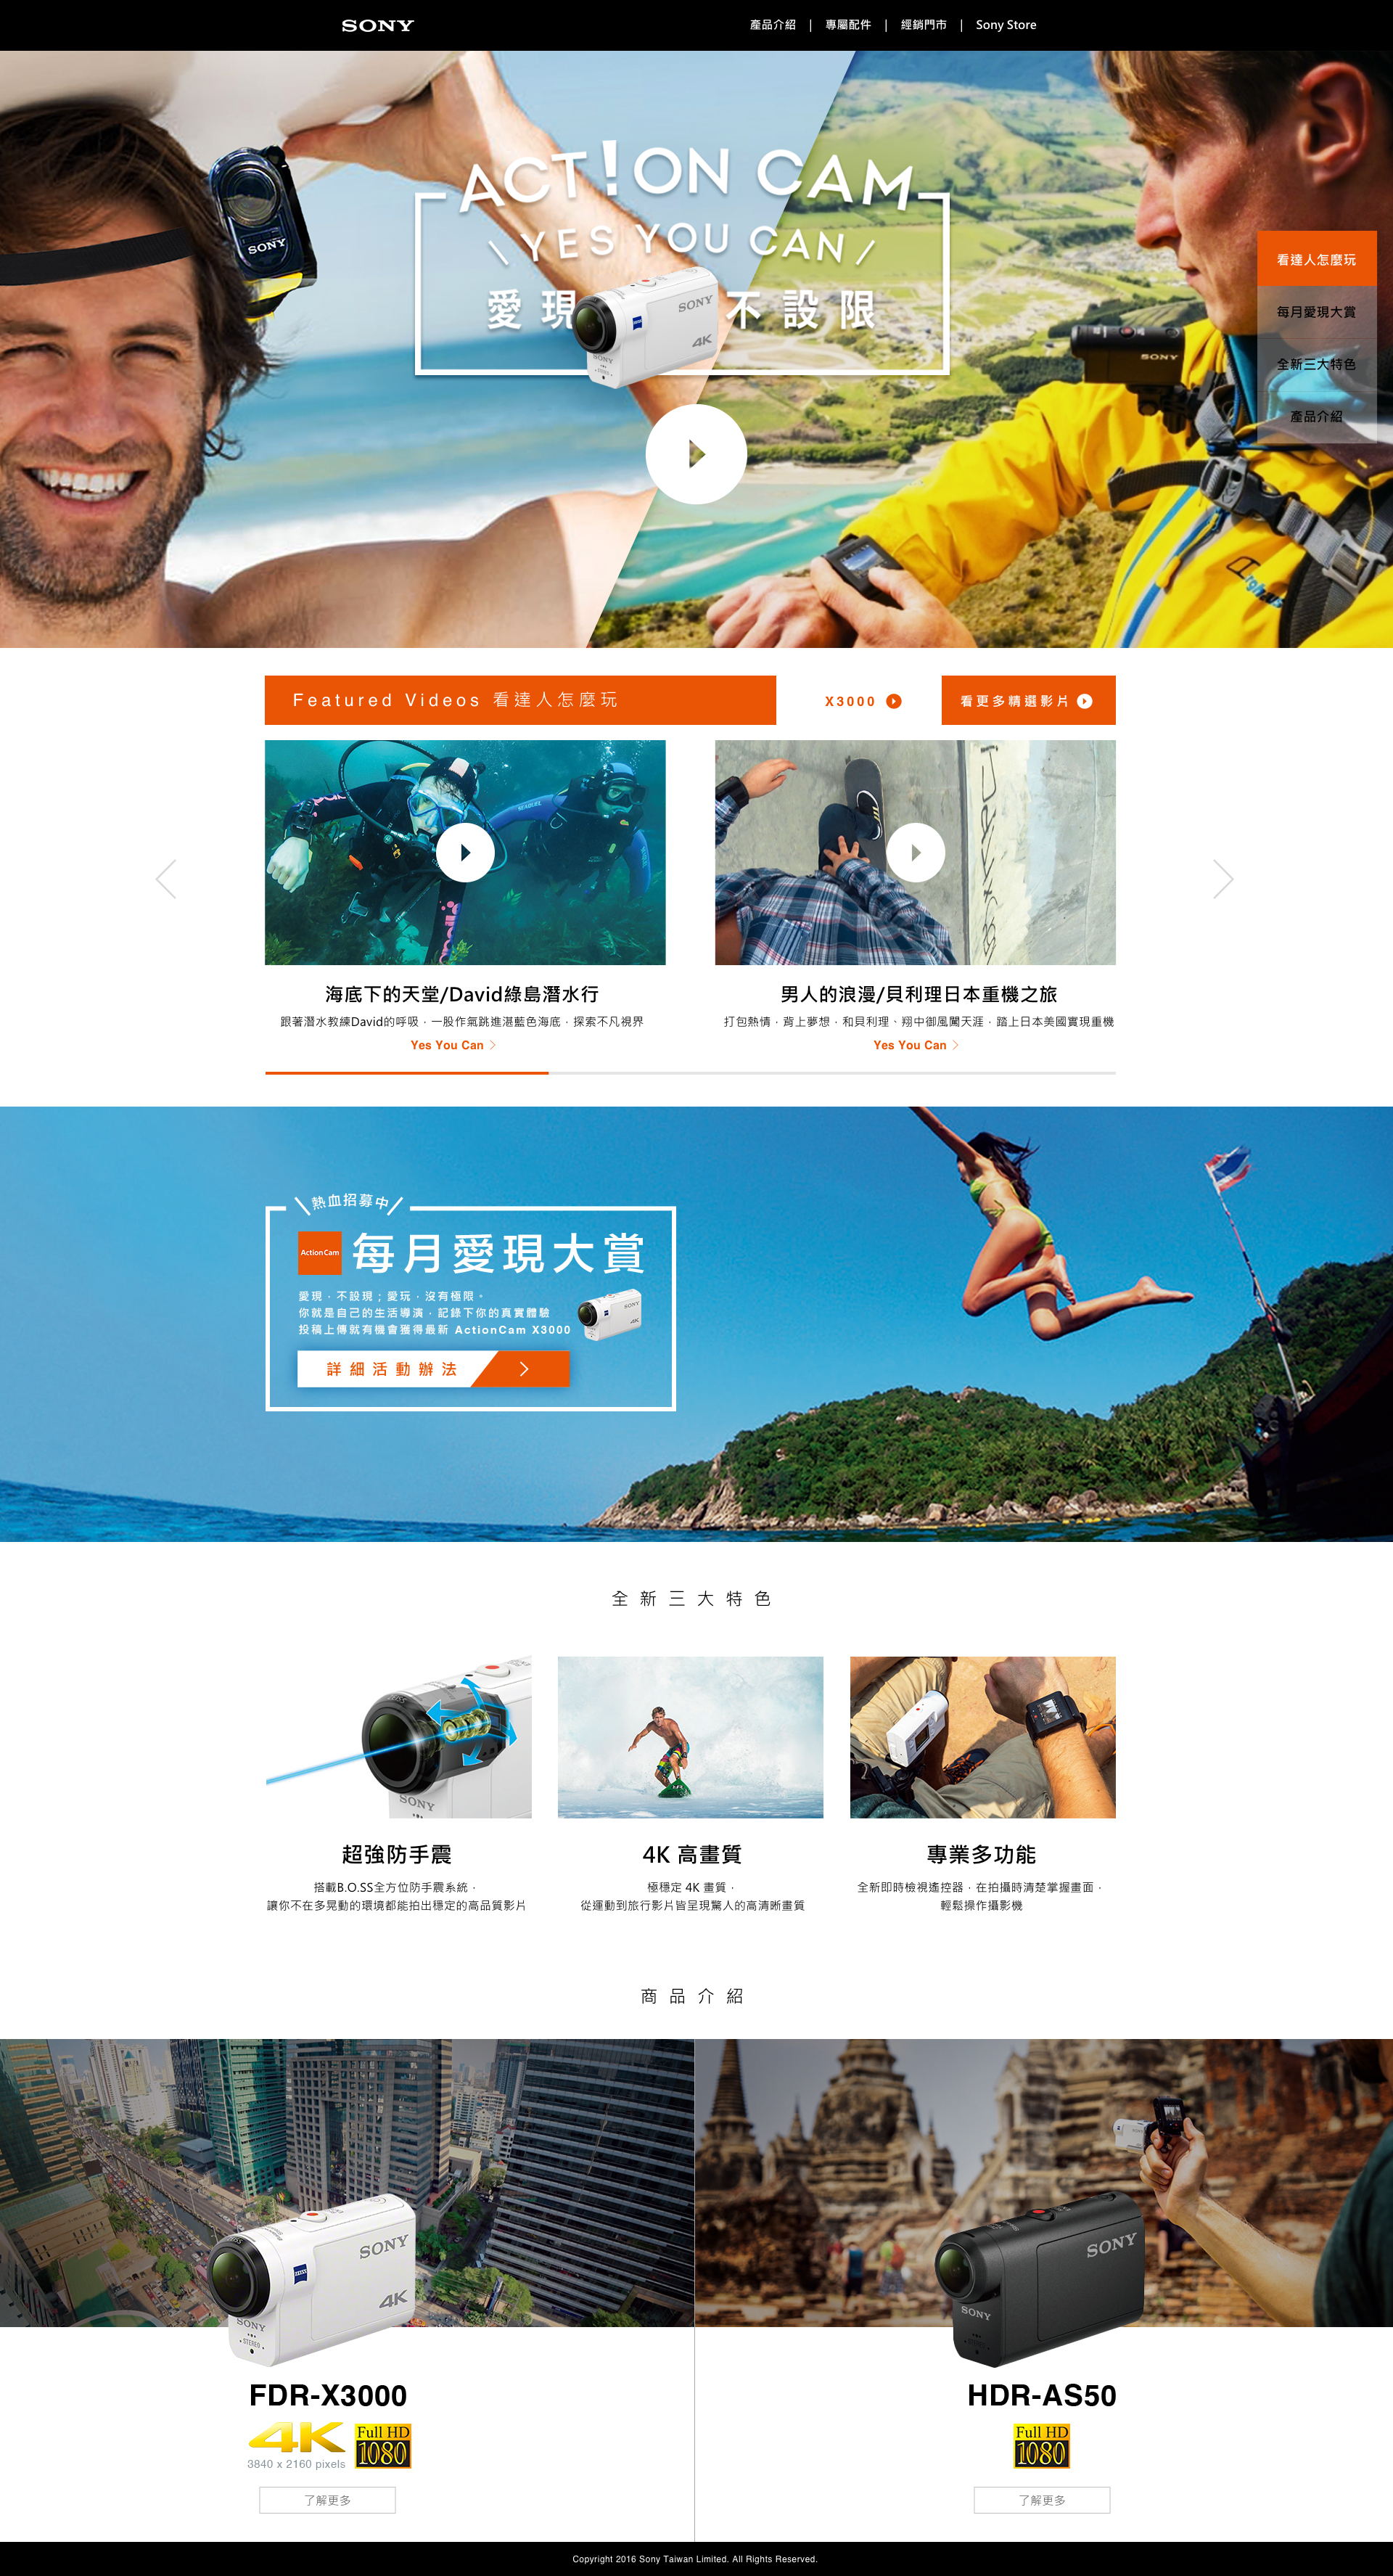 SONY
產品介紹 | 專屬配件 | 經銷門市 | Sony Store
ACT!ON CAM
\ YES YOU CAN /
愛現 不設限
SONY
SONY
4K
SONY
STEREO
SONY
看達人怎麼玩
每月愛現大賞
全新三大特色
產品介紹
Featured Videos 看達人怎麼玩
X3000
看更多精選影片
SEAQUEL
海底下的天堂/David綠島潛水行
跟著潛水教練David的呼吸，一股作氣跳進湛藍色海底，探索不凡視界
Yes You Can
男人的浪漫/貝利理日本重機之旅
打包熱情，背上夢想，和貝利理、翔中御風闖天涯，踏上日本美國實現重機
Yes You Can
\熱血招募中/
ActionCam
每月愛現大賞
愛現，不設現；愛玩，沒有極限。
你就是自己的生活導演，記錄下你的真實體驗
投稿上傳就有機會獲得最新 ActionCam X3000
SONY
4K
詳細活動辦法
全新三大特色
SONY
超強防手震
搭載B.O.SS全方位防手震系統，
讓你不在多晃動的環境都能拍出穩定的高品質影片
4K 高畫質
極穩定 4K 畫質，
從運動到旅行影片皆呈現驚人的高清晰畫質
專業多功能
全新即時檢視遙控器，在拍攝時清楚掌握畫面，
輕鬆操作攝影機
商品介紹
SONY
ZEISS
4K
SONY
STEREO
FDR-X3000
4K
3840 x 2160 pixels
Full HD
1080
了解更多
SONY
SONY
STEREO
HDR-AS50
Full HD
1080
了解更多
Copyright 2016 Sony Taiwan Limited. All Rights Reserved.